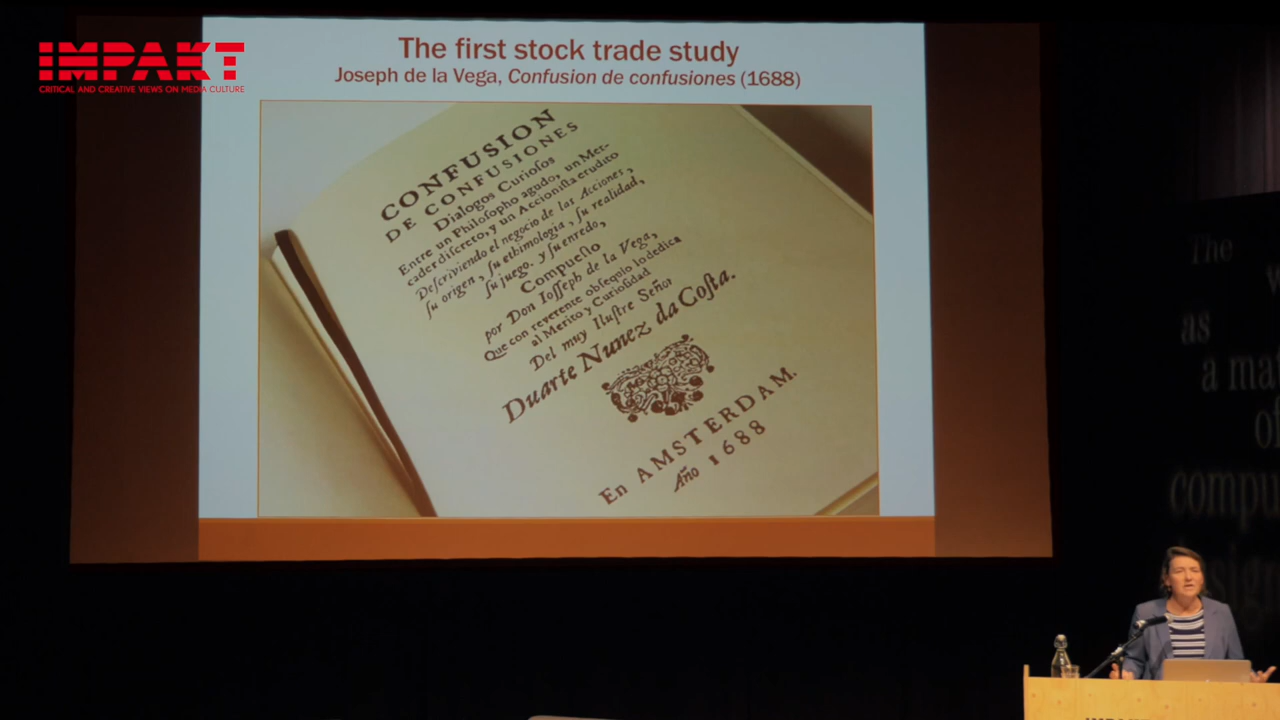 IMPAKT
CRITICAL AND CREATIVE VIEWS ON MEDIA CULTURE
The first stock trade study
Joseph de la Vega, Confusion de confusiones (1688)
CONFUSION
DE CONFUSIONES
Dialogos Curioſos
Entre un Philoſopho agudo, un Mer-
cader diſcreto, y un Accioniſta erudito
Deſcriviendo el negocio de las Acciones,
ſu origen, ſu ethimologia, ſu realidad,
ſu juego, y ſu enredo,
Compueſto
por Don Ioſſeph de la Vega,
Que con reverente obſequio lo dedica
al Merito y Curioſidad
Del muy Iluſtre Señor
Duarte Nunez da Coſta.
En AMSTERDAM.
Año 1688
The
as
of